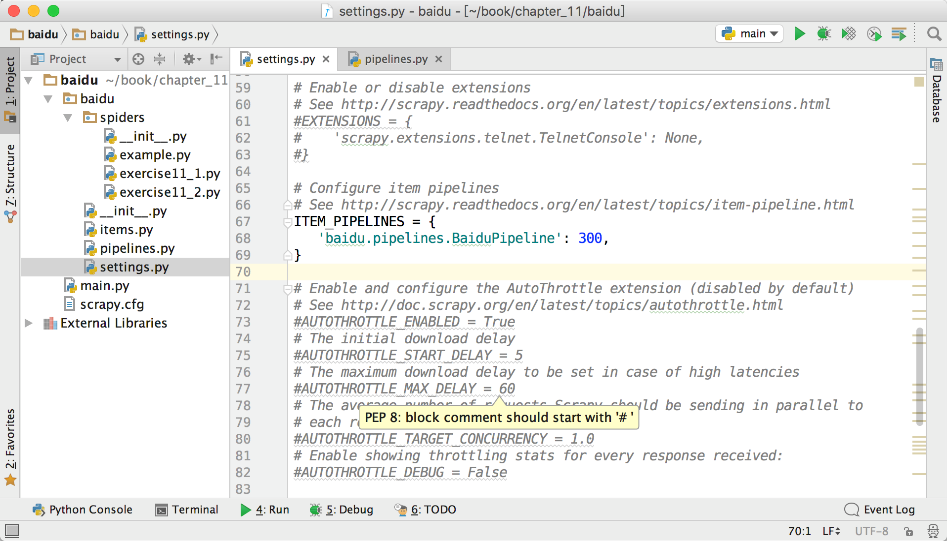 settings.py - baidu - [~/book/chapter_11/baidu]
baidu baidu settings.py main
Project settings.py pipelines.py
1: Project
Z: Structure
2: Favorites
Database
baidu ~/book/chapter_11
baidu
spiders
__init__.py
example.py
exercise11_1.py
exercise11_2.py
__init__.py
items.py
pipelines.py
settings.py
main.py
scrapy.cfg
External Libraries
59 # Enable or disable extensions
60 # See http://scrapy.readthedocs.org/en/latest/topics/extensions.html
61 #EXTENSIONS = {
62 #    'scrapy.extensions.telnet.TelnetConsole': None,
63 #}
64
65 # Configure item pipelines
66 # See http://scrapy.readthedocs.org/en/latest/topics/item-pipeline.html
67 ITEM_PIPELINES = {
68    'baidu.pipelines.BaiduPipeline': 300,
69 }
70
71 # Enable and configure the AutoThrottle extension (disabled by default)
72 # See http://doc.scrapy.org/en/latest/topics/autothrottle.html
73 #AUTOTHROTTLE_ENABLED = True
74 # The initial download delay
75 #AUTOTHROTTLE_START_DELAY = 5
76 # The maximum download delay to be set in case of high latencies
77 #AUTOTHROTTLE_MAX_DELAY = 60
78 # The average number of requests Scrapy should be sending in parallel to
PEP 8: block comment should start with '# '
79 # each
80 #AUTOTHROTTLE_TARGET_CONCURRENCY = 1.0
81 # Enable showing throttling stats for every response received:
82 #AUTOTHROTTLE_DEBUG = False
83
Python Console Terminal 4: Run 5: Debug 6: TODO Event Log
70:1 LF UTF-8